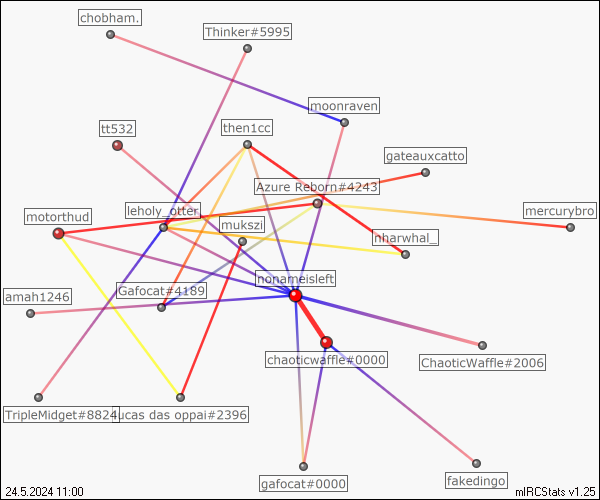 chobham.
Thinker#5995
moonraven
tt532
then1cc
gateauxcatto
Azure Reborn#4243
leholy_otter
mercurybro
motorthud
mukszi
nharwhal_
nonameisleft
Gafocat#4189
amah1246
chaoticwaffle#0000
ChaoticWaffle#2006
TripleMidget#8824
lucas das oppai#2396
gafocat#0000
fakedingo
24.5.2024 11:00
mIRCStats v1.25